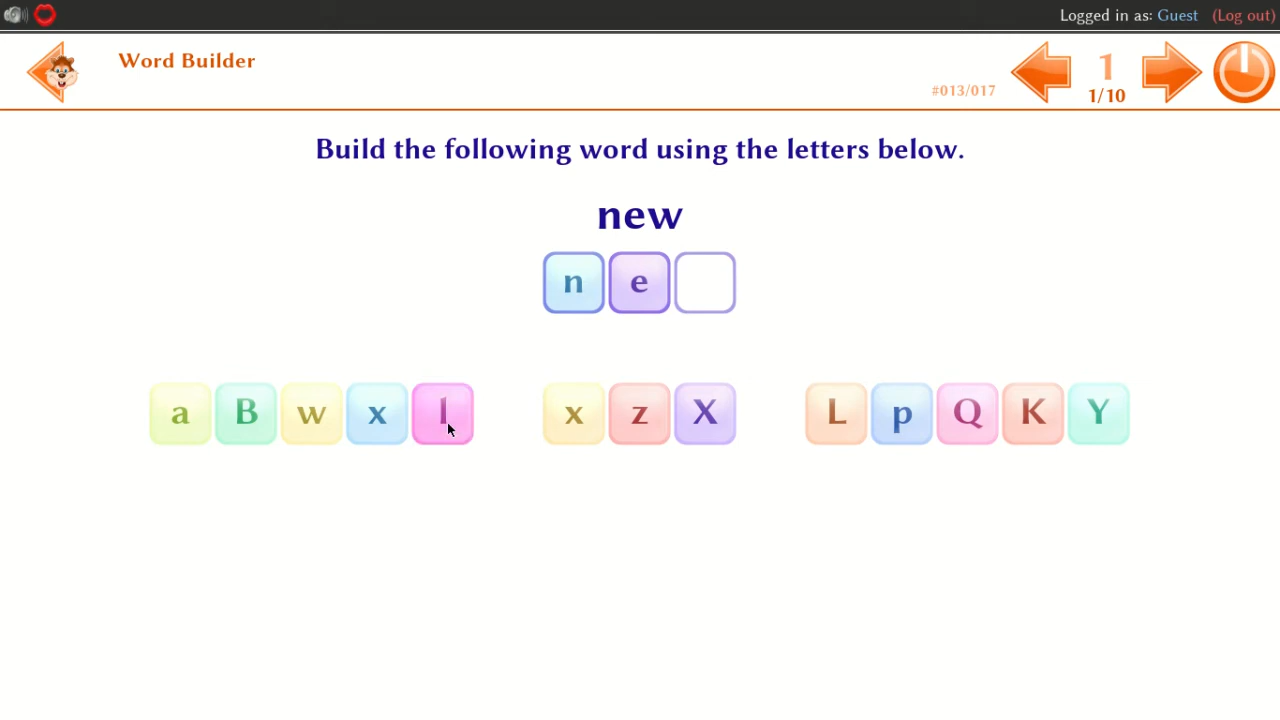 Logged in as: Guest (Log out)
Word Builder
1
#013/017
1/10
Build the following word using the letters below.
new
n e
a B w x l x z X L p Q K Y